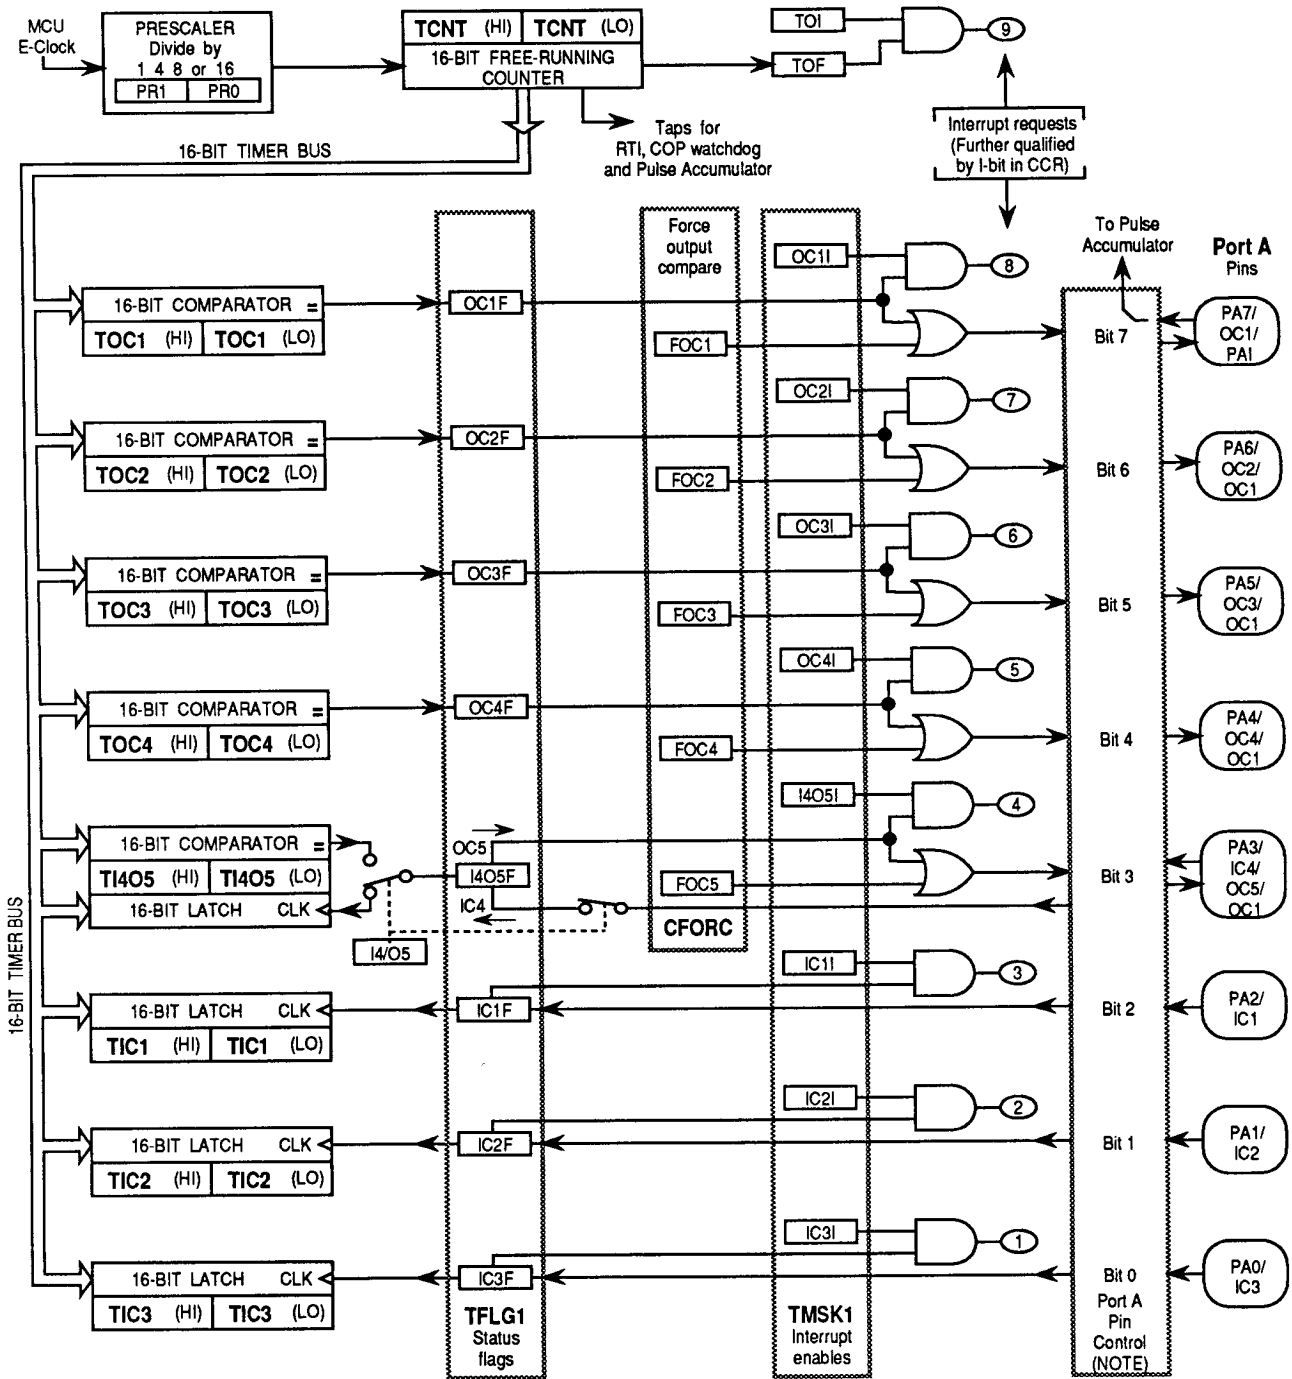 MCU
E-Clock
PRESCALER
Divide by
1 4 8 or 16
PR1 PR0
TCNT (HI) TCNT (LO)
16-BIT FREE-RUNNING
COUNTER
TOI
TOF
9
Taps for
RTI, COP watchdog
and Pulse Accumulator
Interrupt requests
(Further qualified
by I-bit in CCR)
16-BIT TIMER BUS
16-BIT TIMER BUS
Force
output
compare
To Pulse
Accumulator
Port A
Pins
OC1I
8
16-BIT COMPARATOR =
TOC1 (HI) TOC1 (LO)
OC1F
FOC1
Bit 7
PA7/
OC1/
PAI
OC2I
7
16-BIT COMPARATOR =
TOC2 (HI) TOC2 (LO)
OC2F
FOC2
Bit 6
PA6/
OC2/
OC1
OC3I
6
16-BIT COMPARATOR =
TOC3 (HI) TOC3 (LO)
OC3F
FOC3
Bit 5
PA5/
OC3/
OC1
OC4I
5
16-BIT COMPARATOR =
TOC4 (HI) TOC4 (LO)
OC4F
FOC4
Bit 4
PA4/
OC4/
OC1
I4O5I
4
16-BIT COMPARATOR =
TI4O5 (HI) TI4O5 (LO)
16-BIT LATCH CLK
OC5
I4O5F
IC4
I4/O5
FOC5
CFORC
Bit 3
PA3/
IC4/
OC5/
OC1
IC1I
3
16-BIT LATCH CLK
TIC1 (HI) TIC1 (LO)
IC1F
Bit 2
PA2/
IC1
IC2I
2
16-BIT LATCH CLK
TIC2 (HI) TIC2 (LO)
IC2F
Bit 1
PA1/
IC2
IC3I
1
16-BIT LATCH CLK
TIC3 (HI) TIC3 (LO)
IC3F
Bit 0
PA0/
IC3
TFLG1
Status
flags
TMSK1
Interrupt
enables
Port A
Pin
Control
(NOTE)